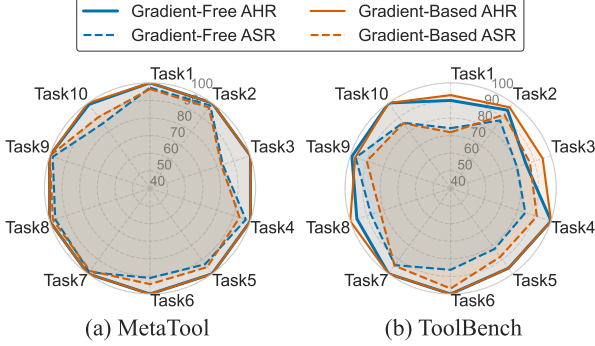 Gradient-Free AHR Gradient-Based AHR
Gradient-Free ASR Gradient-Based ASR
Task1
Task2
Task3
Task4
Task5
Task6
Task7
Task8
Task9
Task10
100
90
80
70
60
50
40
(a) MetaTool
Task1
Task2
Task3
Task4
Task5
Task6
Task7
Task8
Task9
Task10
100
90
80
70
60
50
40
(b) ToolBench